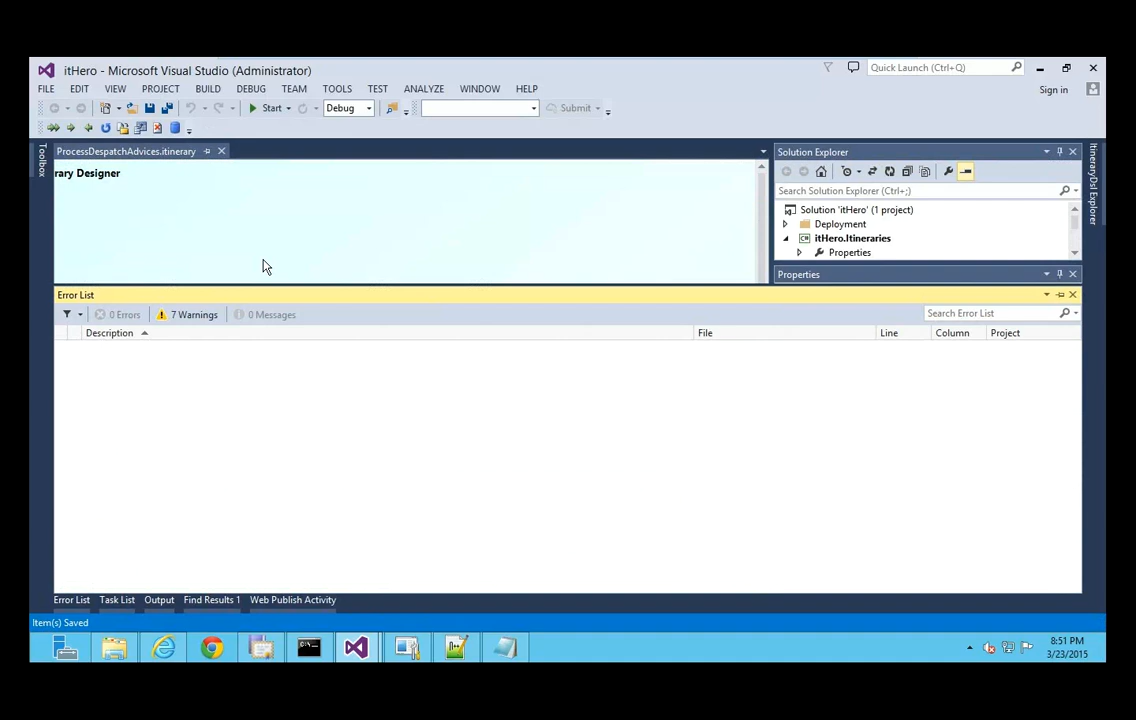 itHero - Microsoft Visual Studio (Administrator)
Quick Launch (Ctrl+Q)
FILE EDIT VIEW PROJECT BUILD DEBUG TEAM TOOLS TEST ANALYZE WINDOW HELP
Sign in
Start Debug Submit
Toolbox
ProcessDespatchAdvices.itinerary
rary Designer
Solution Explorer
Search Solution Explorer (Ctrl+;)
Solution 'itHero' (1 project)
Deployment
itHero.Itineraries
Properties
ItineraryDsl Explorer
Properties
Error List
0 Errors 7 Warnings 0 Messages
Search Error List
Description File Line Column Project
Error List Task List Output Find Results 1 Web Publish Activity
Item(s) Saved
8:51 PM
3/23/2015